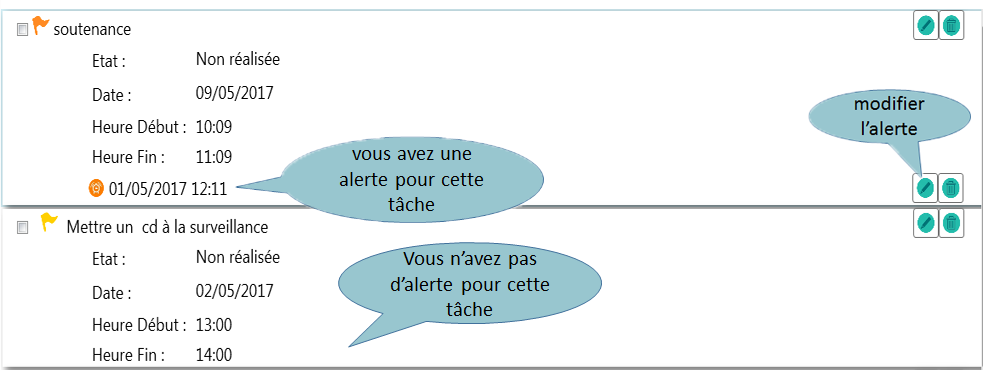 soutenance
Etat : Non réalisée
Date : 09/05/2017
Heure Début : 10:09
Heure Fin : 11:09
01/05/2017 12:11
vous avez une
alerte pour cette
tâche
modifier
l'alerte
Mettre un cd à la surveillance
Etat : Non réalisée
Date : 02/05/2017
Heure Début : 13:00
Heure Fin : 14:00
Vous n'avez pas
d'alerte pour cette
tâche